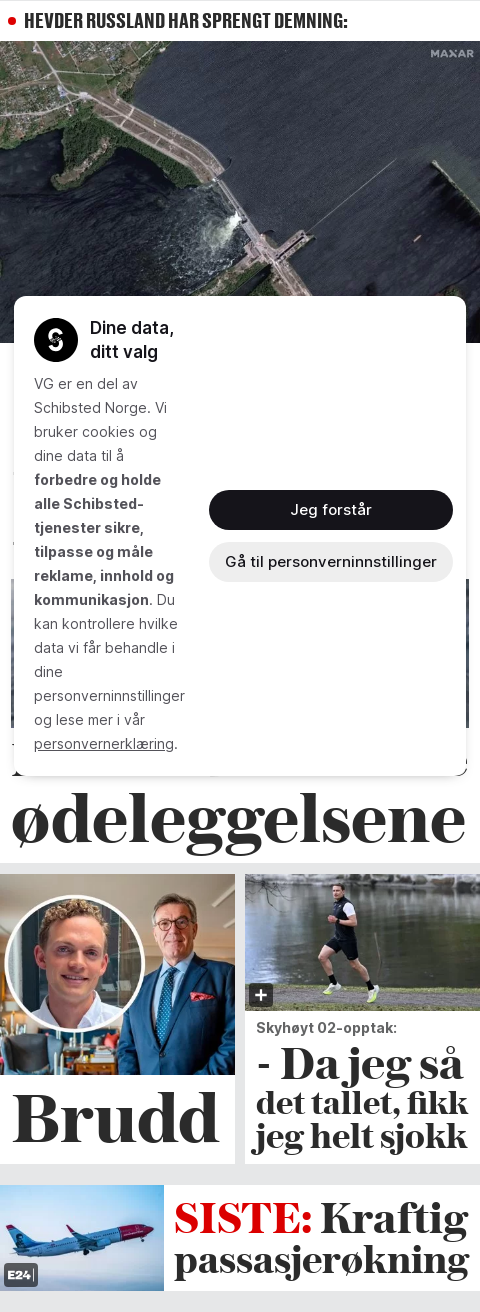 HEVDER RUSSLAND HAR SPRENGT DEMNING:
MAXAR
Dine data,
ditt valg
VG er en del av
Schibsted Norge. Vi
bruker cookies og
dine data til å
forbedre og holde
alle Schibsted-
tjenester sikre,
tilpasse og måle
reklame, innhold og
kommunikasjon. Du
kan kontrollere hvilke
data vi får behandle i
dine
personverninnstillinger
og lese mer i vår
personvernerklæring.
Jeg forstår
Gå til personverninnstillinger
ødeleggelsene
Brudd
Skyhøyt O2-opptak:
- Da jeg så
det tallet, fikk
jeg helt sjokk
E24
SISTE: Kraftig
passasjerøkning